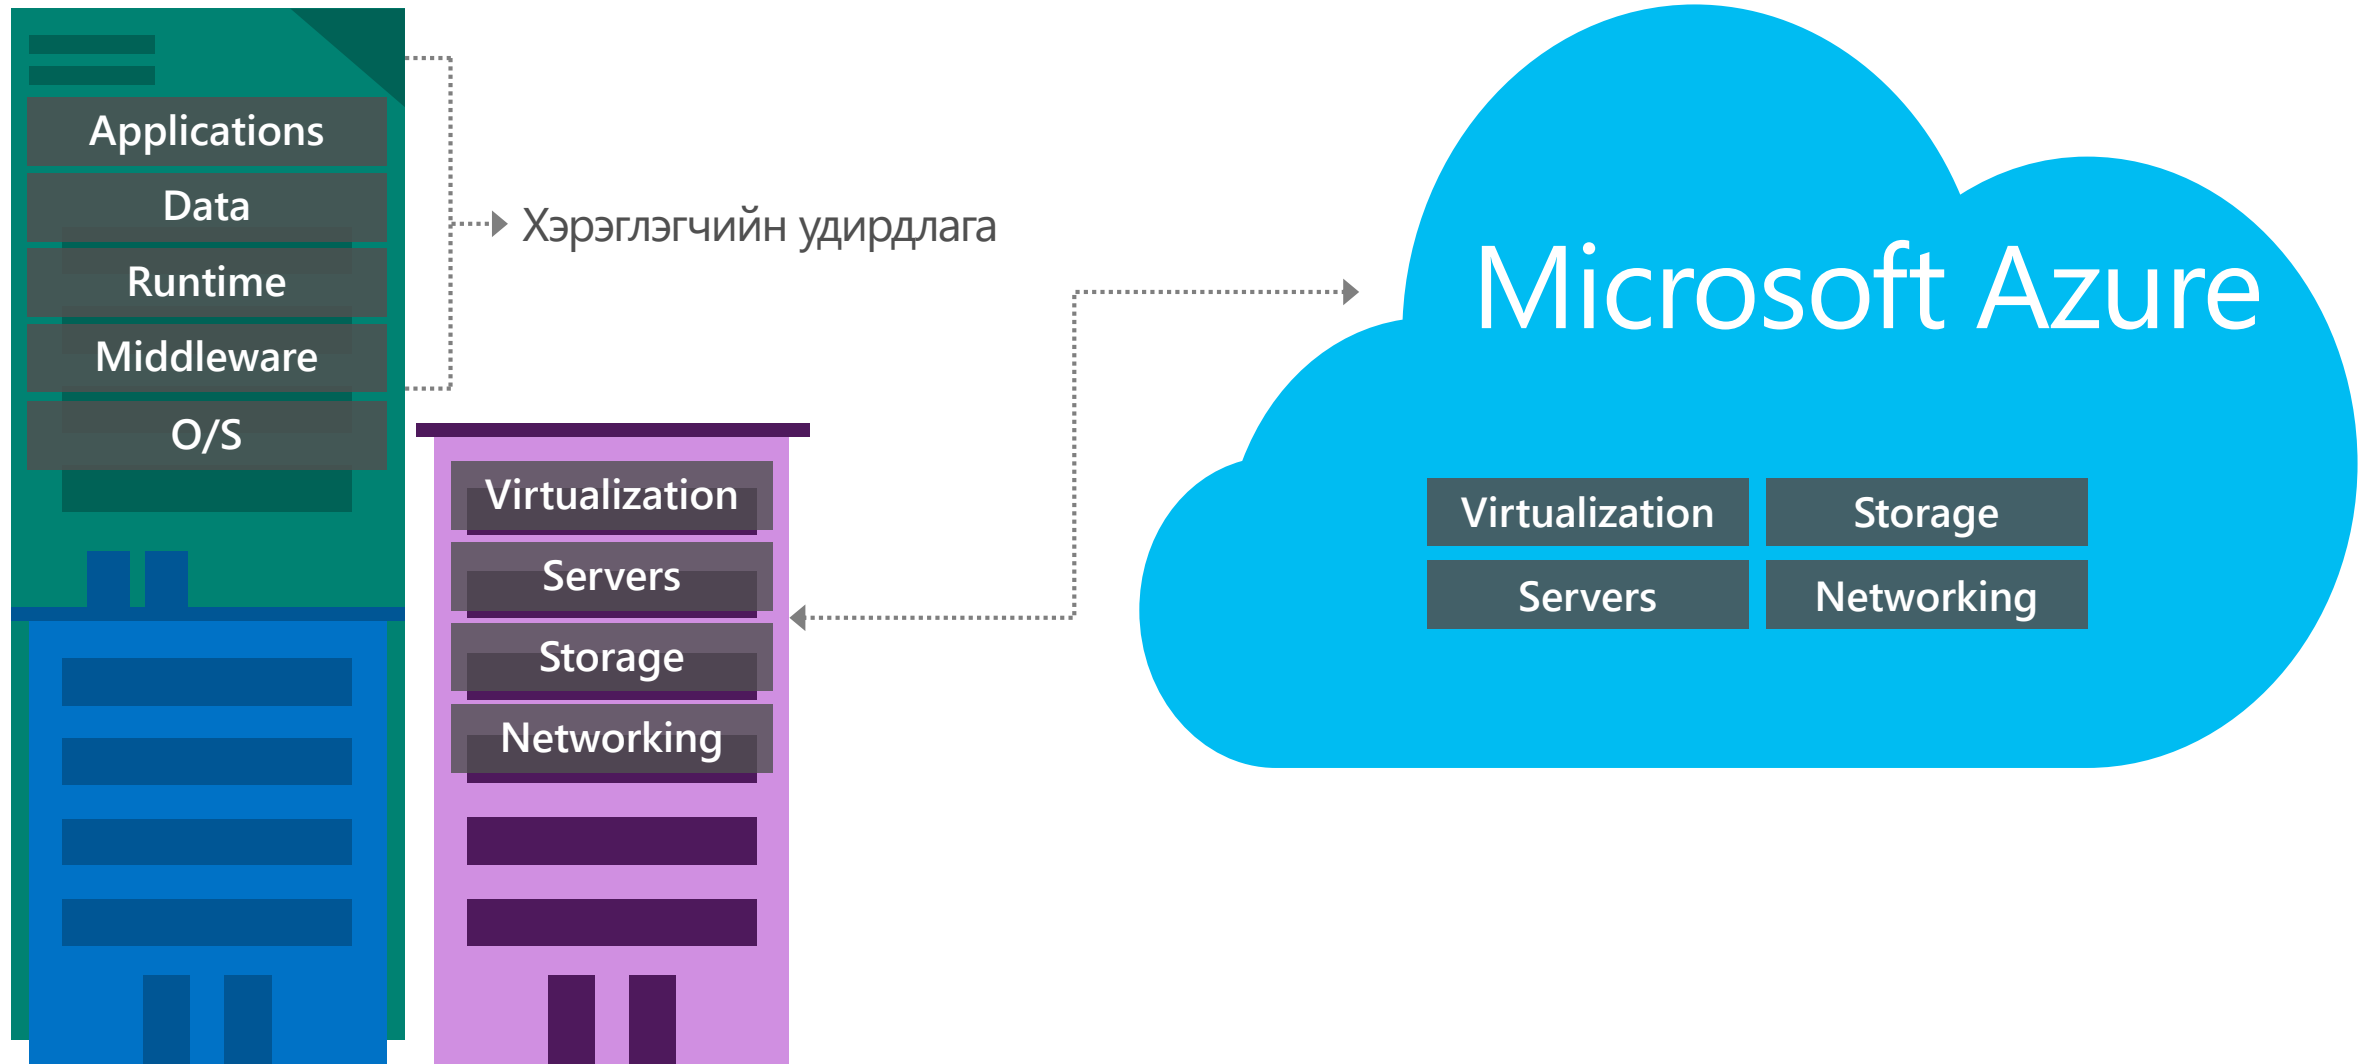 Applications
Data
Runtime
Middleware
O/S
Хэрэглэгчийн удирдлага
Virtualization
Servers
Storage
Networking
Microsoft Azure
Virtualization
Storage
Servers
Networking